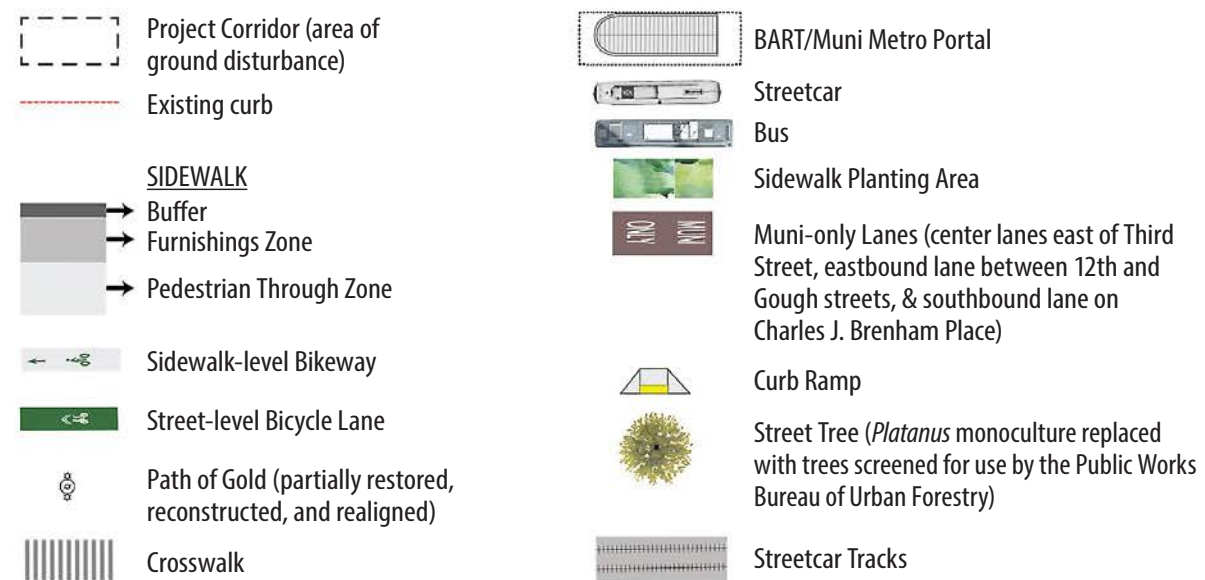 Project Corridor (area of
ground disturbance)
Existing curb
SIDEWALK
Buffer
Furnishings Zone
Pedestrian Through Zone
Sidewalk-level Bikeway
Street-level Bicycle Lane
Path of Gold (partially restored,
reconstructed, and realigned)
Crosswalk
BART/Muni Metro Portal
Streetcar
Bus
Sidewalk Planting Area
MUNI
ONLY
Muni-only Lanes (center lanes east of Third
Street, eastbound lane between 12th and
Gough streets, & southbound lane on
Charles J. Brenham Place)
Curb Ramp
Street Tree (Platanus monoculture replaced
with trees screened for use by the Public Works
Bureau of Urban Forestry)
Streetcar Tracks